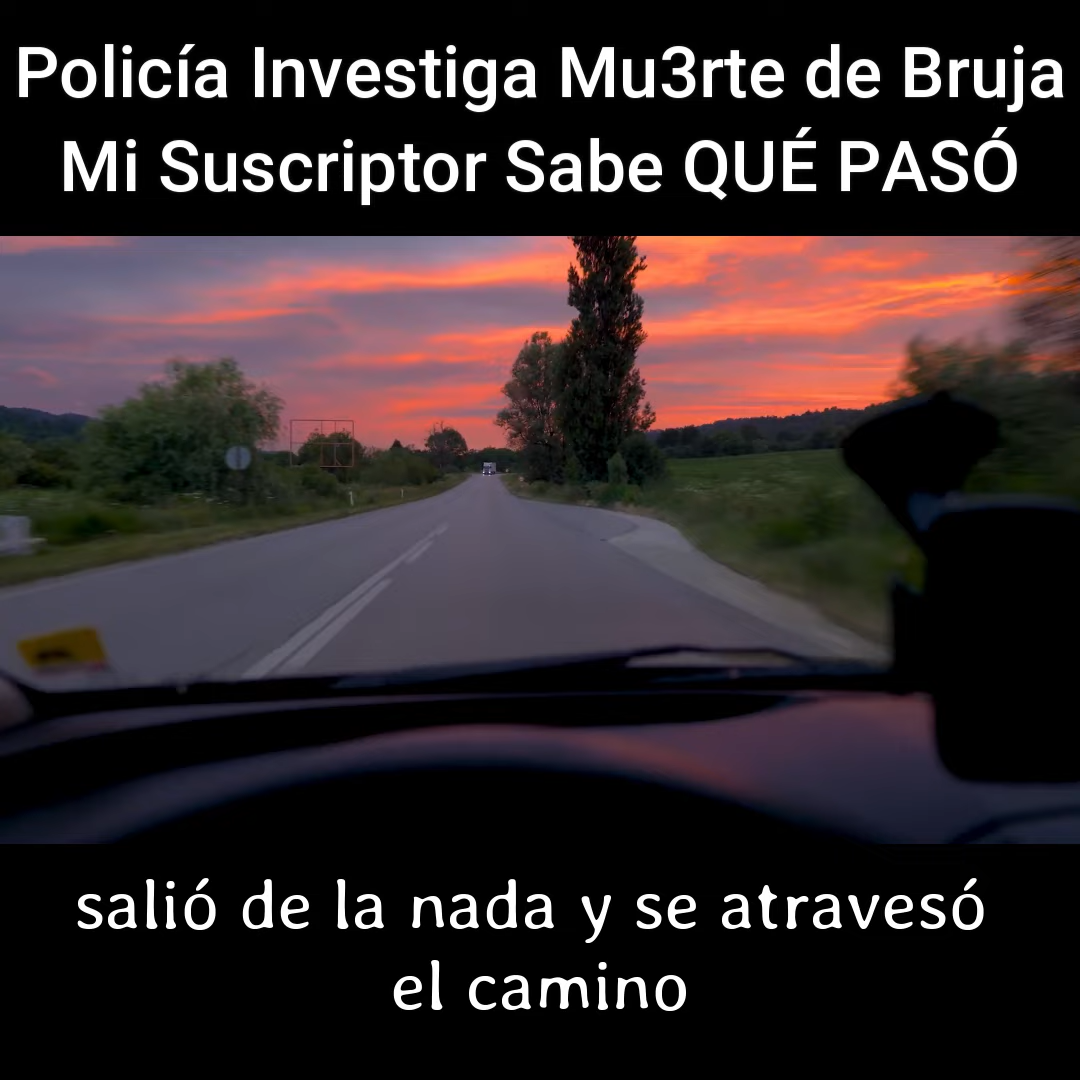 Policía Investiga Mu3rte de Bruja
Mi Suscriptor Sabe QUÉ PASÓ
salió de la nada y se atravesó
el camino